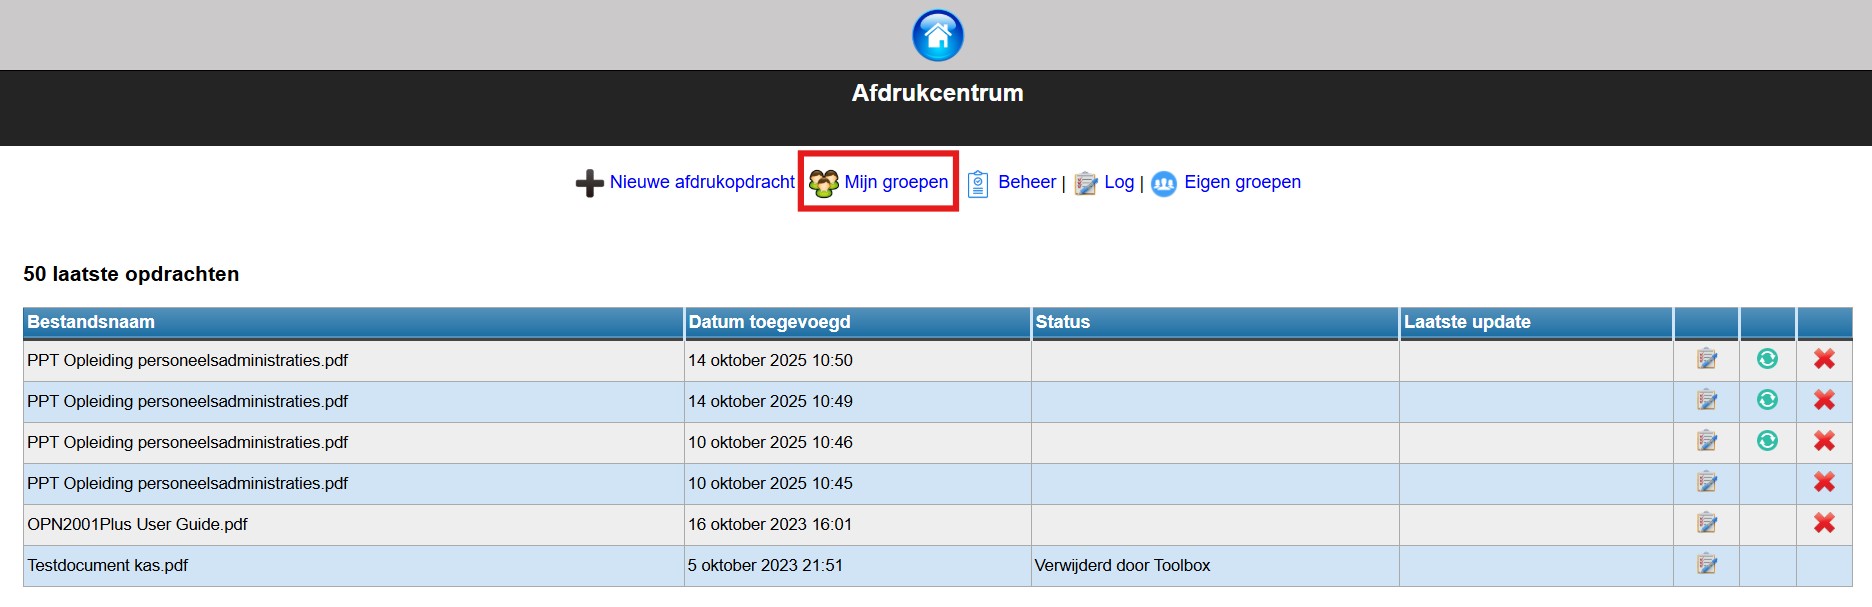 Afdrukcentrum
Nieuwe afdrukopdracht Mijn groepen Beheer | Log | Eigen groepen
50 laatste opdrachten
Bestandsnaam Datum toegevoegd Status Laatste update
PPT Opleiding personeelsadministraties.pdf 14 oktober 2025 10:50
PPT Opleiding personeelsadministraties.pdf 14 oktober 2025 10:49
PPT Opleiding personeelsadministraties.pdf 10 oktober 2025 10:46
PPT Opleiding personeelsadministraties.pdf 10 oktober 2025 10:45
OPN2001Plus User Guide.pdf 16 oktober 2023 16:01
Testdocument kas.pdf 5 oktober 2023 21:51 Verwijderd door Toolbox